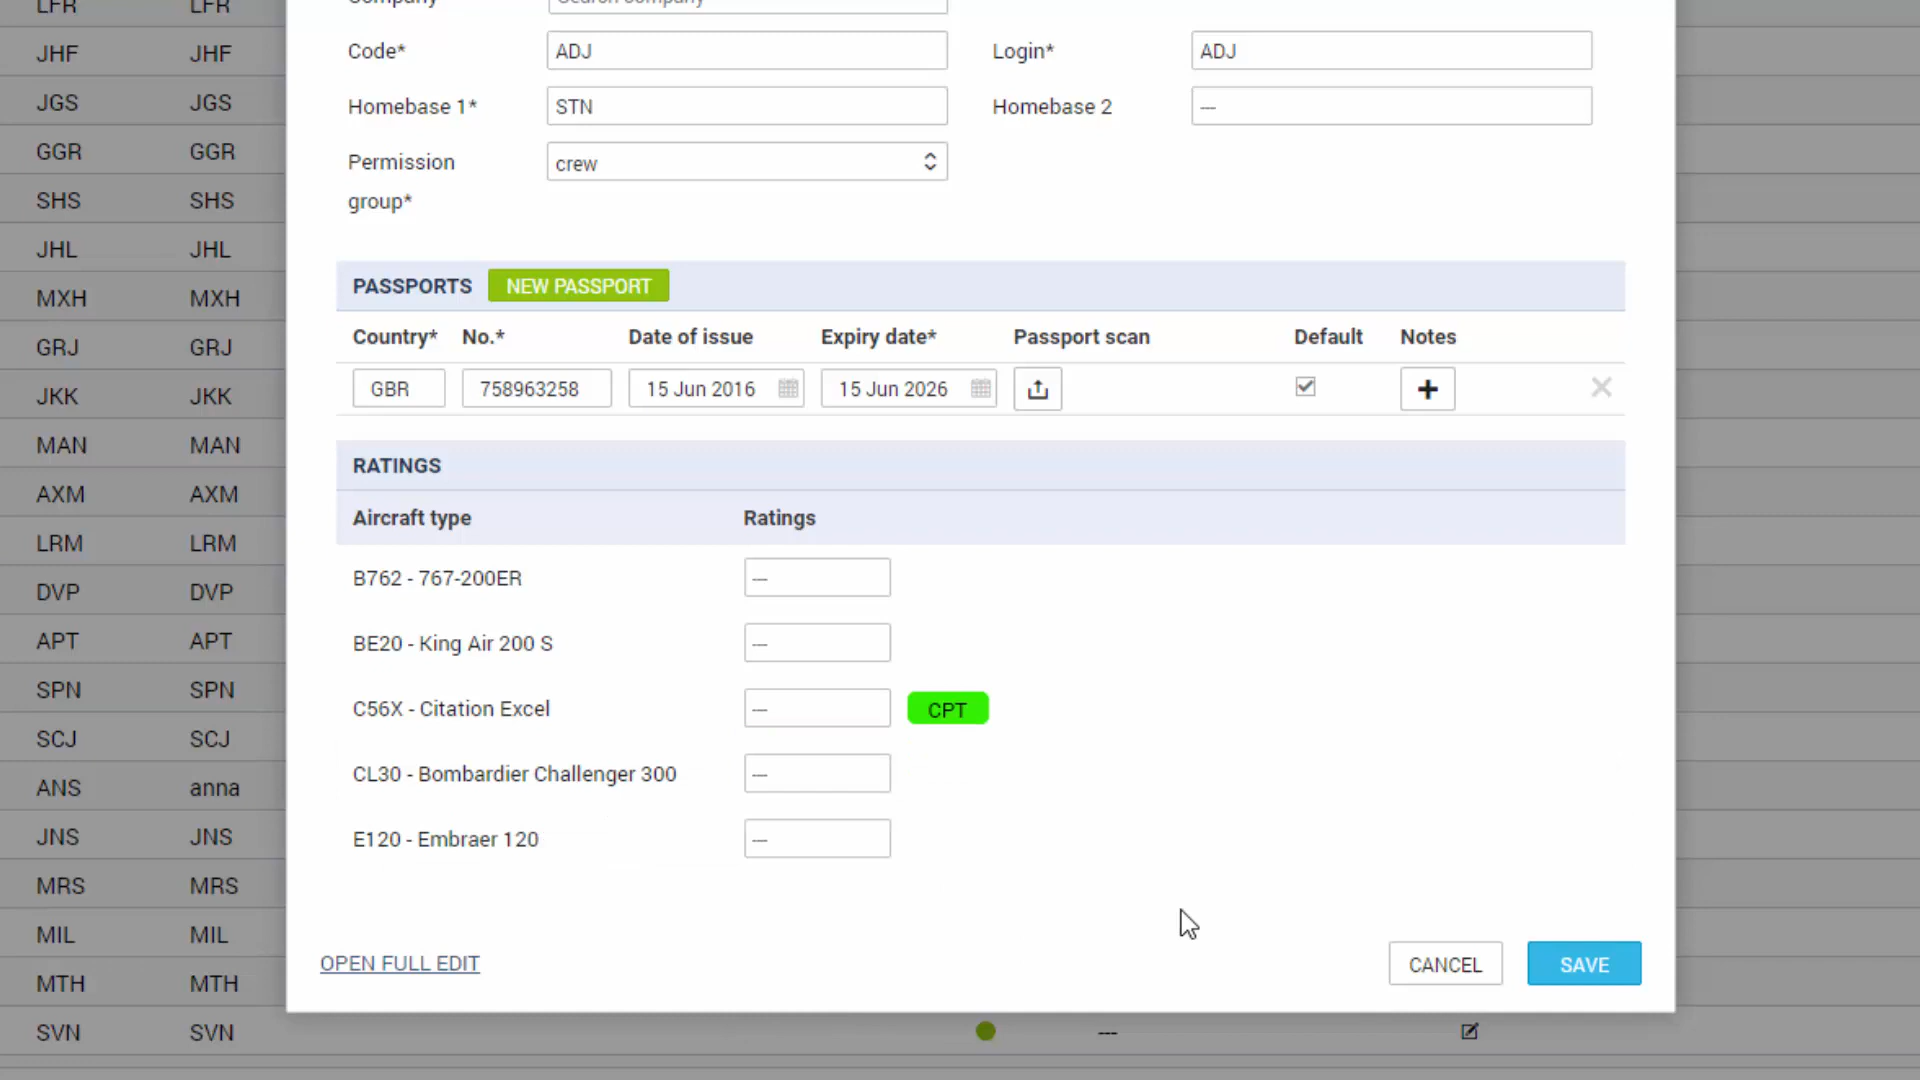 LFR LFR
Company Search company
JHF JHF
Code* ADJ Login* ADJ
JGS JGS
Homebase 1* STN Homebase 2 ---
GGR GGR
Permission group* crew
SHS SHS
JHL JHL
MXH MXH
PASSPORTS NEW PASSPORT
GRJ GRJ
Country* No.* Date of issue Expiry date* Passport scan Default Notes
JKK JKK
GBR 758963258 15 Jun 2016 15 Jun 2026
MAN MAN
RATINGS
AXM AXM
Aircraft type Ratings
LRM LRM
B762 - 767-200ER ---
DVP DVP
APT APT
BE20 - King Air 200 S ---
SPN SPN
C56X - Citation Excel --- CPT
SCJ SCJ
CL30 - Bombardier Challenger 300 ---
ANS anna
JNS JNS
E120 - Embraer 120 ---
MRS MRS
MIL MIL
OPEN FULL EDIT CANCEL SAVE
MTH MTH
SVN SVN ---